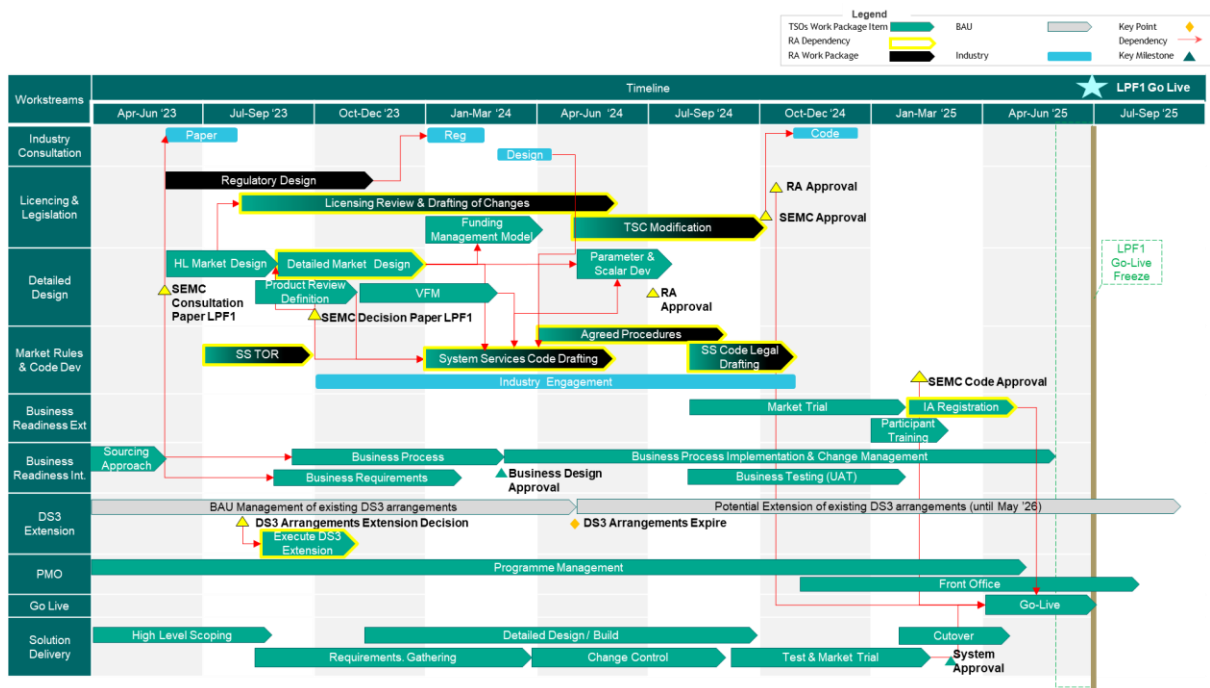 Legend
TSOs Work Package Item
BAU
Key Point
RA Dependency
Dependency
RA Work Package
Industry
Key Milestone
Workstreams
Timeline
LPF1 Go Live
Apr-Jun ‘23
Jul-Sep ‘23
Oct-Dec ‘23
Jan-Mar ‘24
Apr-Jun ‘24
Jul-Sep ‘24
Oct-Dec ‘24
Jan-Mar ‘25
Apr-Jun ‘25
Jul-Sep ‘25
Industry
Consultation
Paper
Reg
Design
Code
Licencing &
Legislation
Regulatory Design
Licensing Review & Drafting of Changes
Funding
Management Model
TSC Modification
RA Approval
SEMC Approval
Detailed
Design
HL Market Design
Detailed Market Design
Parameter &
Scalar Dev
Product Review
Definition
VFM
SEMC
Consultation
Paper LPF1
SEMC Decision Paper LPF1
RA
Approval
LPF1
Go-Live
Freeze
Market Rules
& Code Dev
Agreed Procedures
SS TOR
System Services Code Drafting
SS Code Legal
Drafting
Industry Engagement
SEMC Code Approval
Business
Readiness Ext
Market Trial
IA Registration
Participant
Training
Business
Readiness Int.
Sourcing
Approach
Business Process
Business Process Implementation & Change Management
Business Requirements
Business Design
Approval
Business Testing (UAT)
DS3
Extension
BAU Management of existing DS3 arrangements
Potential Extension of existing DS3 arrangements (until May ’26)
DS3 Arrangements Extension Decision
DS3 Arrangements Expire
Execute DS3
Extension
PMO
Programme Management
Front Office
Go Live
Go-Live
Solution
Delivery
High Level Scoping
Detailed Design / Build
Cutover
Requirements. Gathering
Change Control
Test & Market Trial
System
Approval